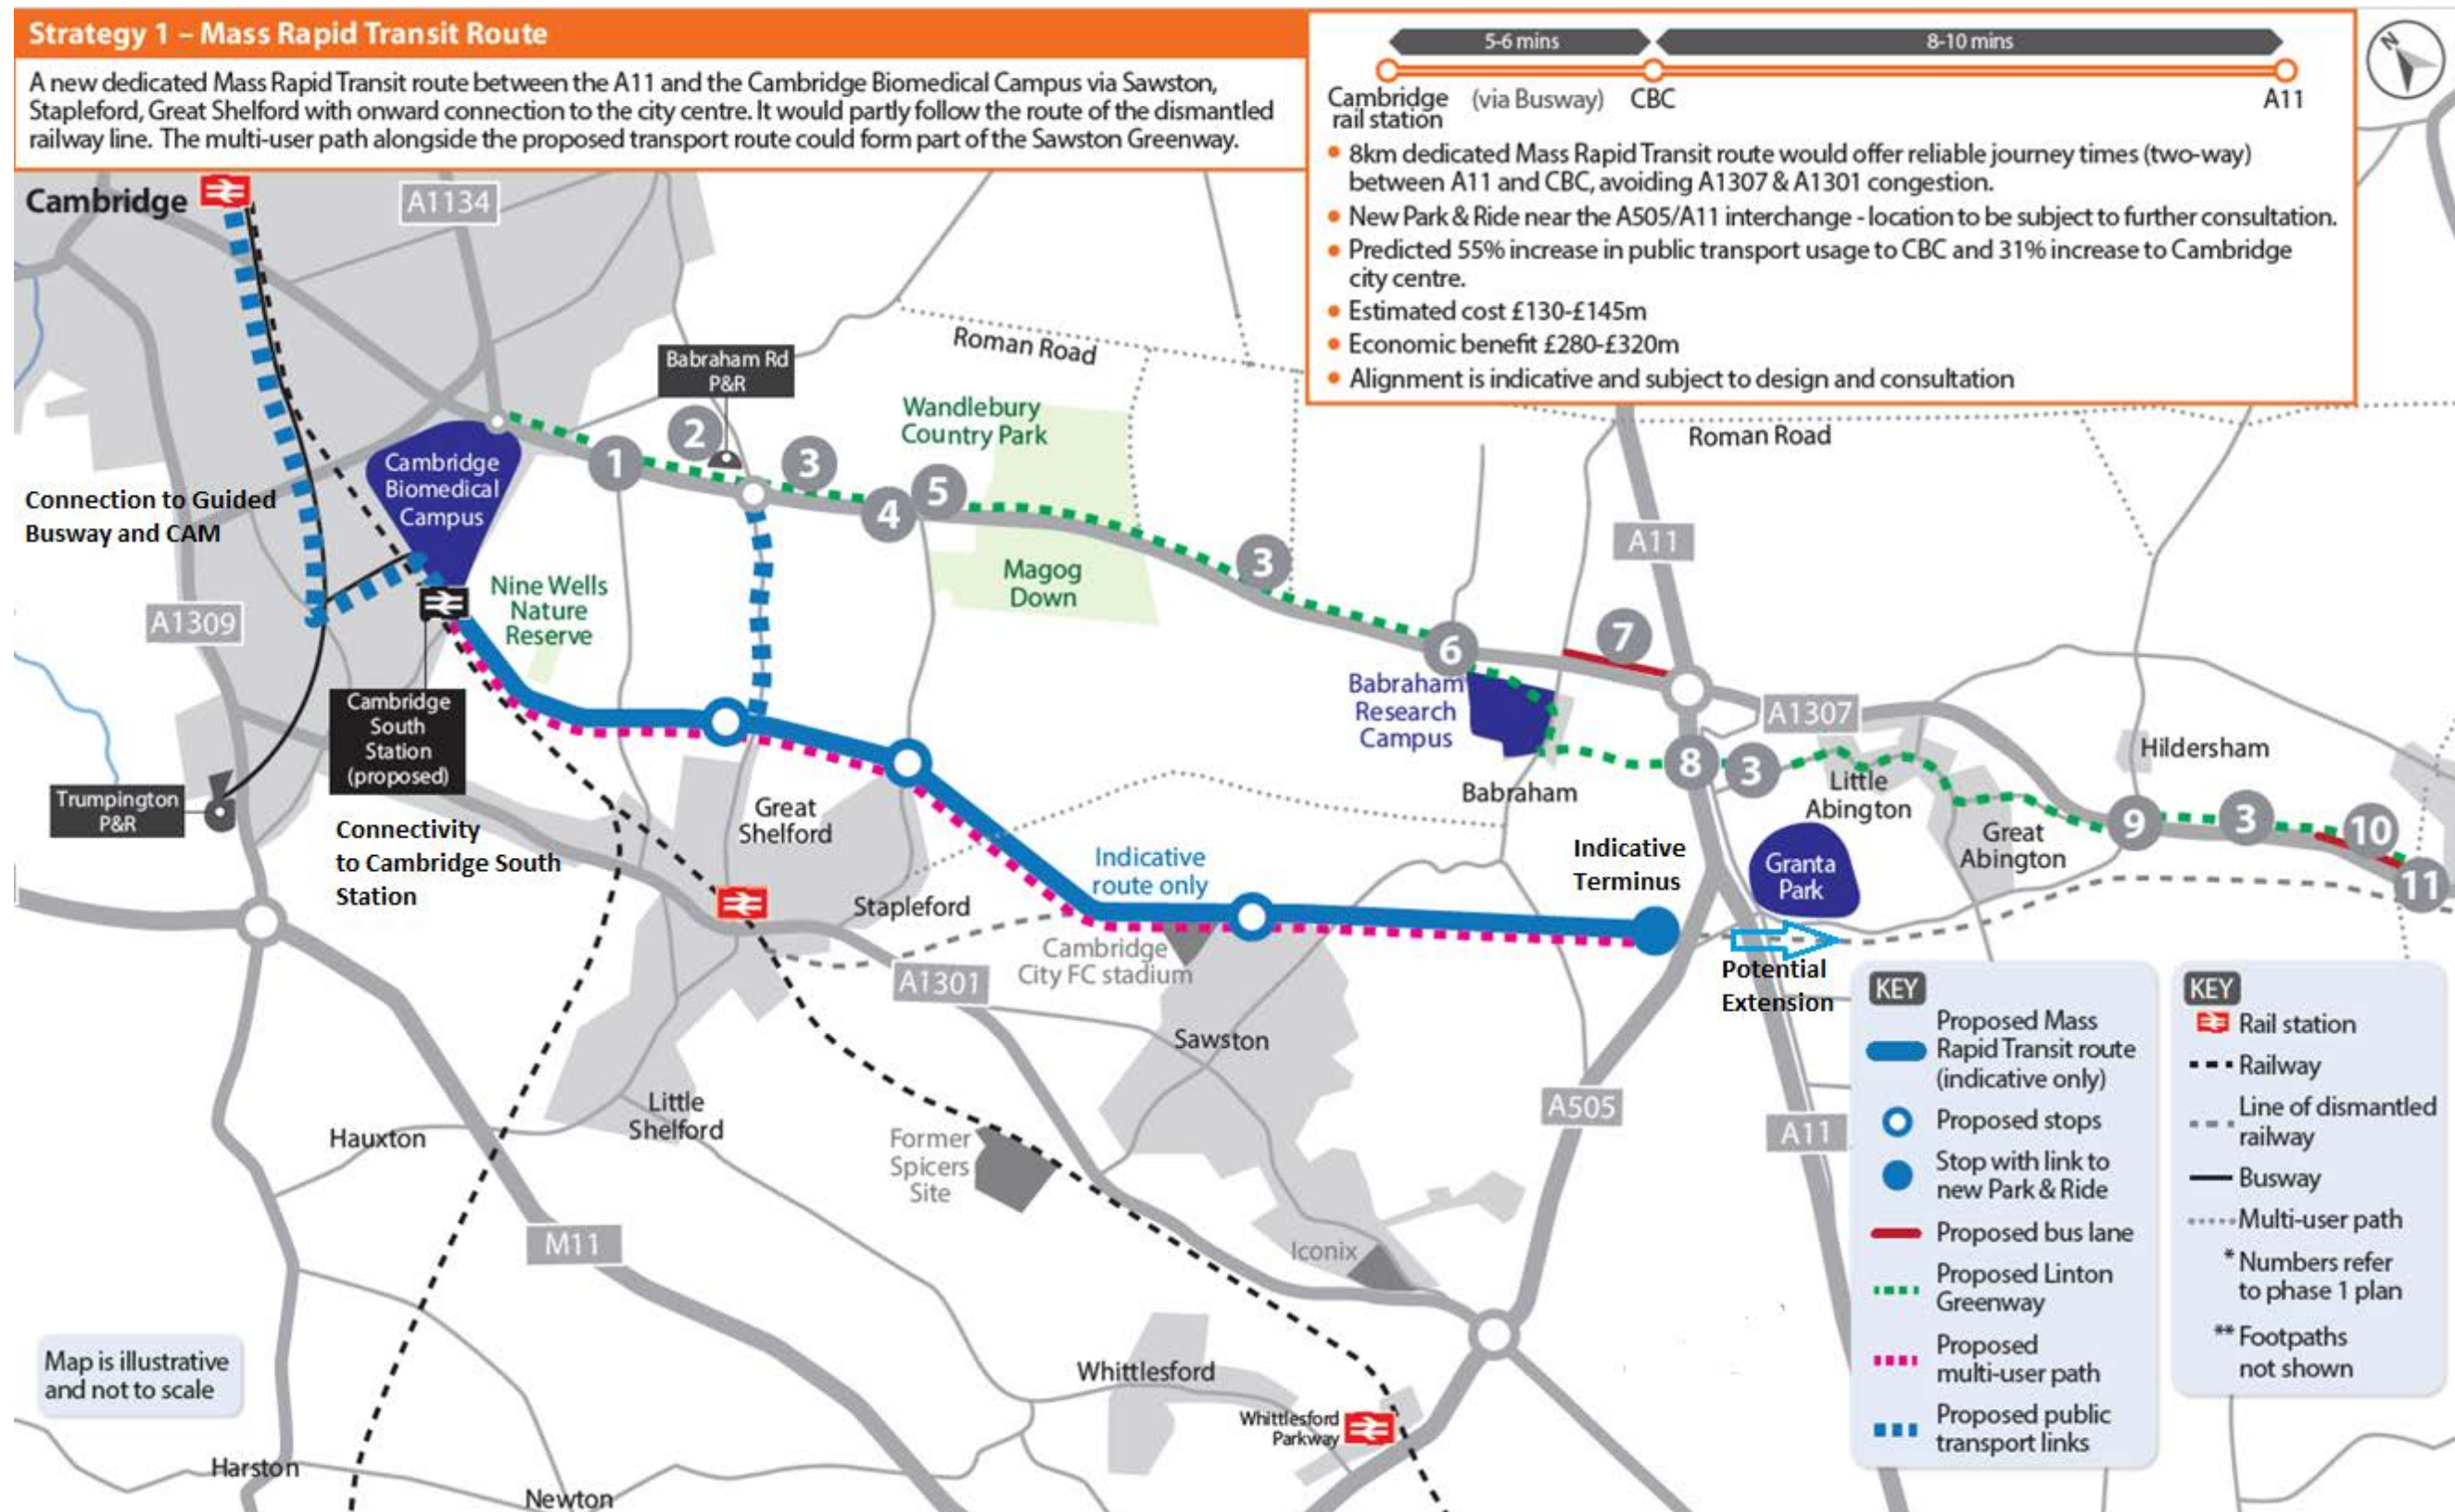 Strategy 1 – Mass Rapid Transit Route
A new dedicated Mass Rapid Transit route between the A11 and the Cambridge Biomedical Campus via Sawston,
Stapleford, Great Shelford with onward connection to the city centre. It would partly follow the route of the dismantled
railway line. The multi-user path alongside the proposed transport route could form part of the Sawston Greenway.
5-6 mins
8-10 mins
Cambridge
rail station
(via Busway)
CBC
A11
• 8km dedicated Mass Rapid Transit route would offer reliable journey times (two-way)
between A11 and CBC, avoiding A1307 & A1301 congestion.
• New Park & Ride near the A505/A11 interchange - location to be subject to further consultation.
• Predicted 55% increase in public transport usage to CBC and 31% increase to Cambridge
city centre.
• Estimated cost £130-£145m
• Economic benefit £280-£320m
• Alignment is indicative and subject to design and consultation
N
Cambridge
A1134
Babraham Rd
P&R
Roman Road
Wandlebury
Country Park
Roman Road
Cambridge
Biomedical
Campus
1
2
3
4
5
Connection to Guided
Busway and CAM
A11
Nine Wells
Nature
Reserve
Magog
Down
3
A1309
6
7
Babraham
Research
Campus
Cambridge
South
Station
(proposed)
A1307
Hildersham
8
3
Little
Abington
Babraham
Trumpington
P&R
Great
Shelford
Connectivity
to Cambridge South
Station
Indicative
route only
Indicative
Terminus
Granta
Park
Great
Abington
9
3
10
11
Stapleford
Cambridge
City FC stadium
A1301
Potential
Extension
Sawston
Little
Shelford
Hauxton
Former
Spicers
Site
A505
A11
M11
Iconix
Map is illustrative
and not to scale
Whittlesford
Whittlesford
Parkway
Harston
Newton
KEY
Proposed Mass
Rapid Transit route
(indicative only)
Proposed stops
Stop with link to
new Park & Ride
Proposed bus lane
Proposed Linton
Greenway
Proposed
multi-user path
Proposed public
transport links
KEY
Rail station
Railway
Line of dismantled
railway
Busway
Multi-user path
* Numbers refer
to phase 1 plan
** Footpaths
not shown